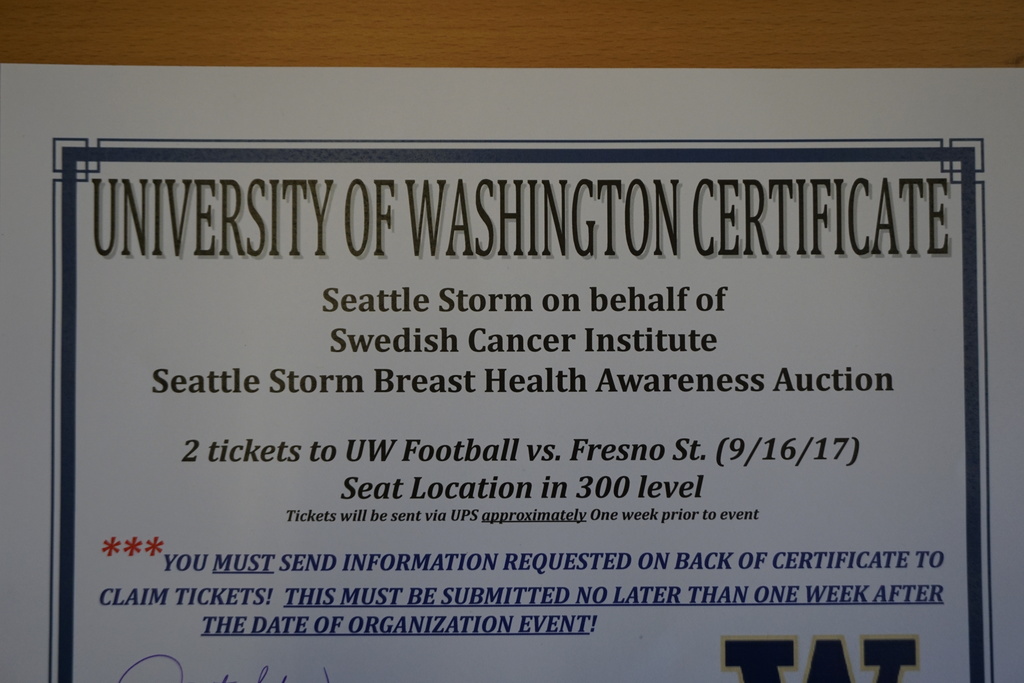 UNIVERSITY OF WASHINGTON CERTIFICATE
Seattle Storm on behalf of
Swedish Cancer Institute
Seattle Storm Breast Health Awareness Auction
2 tickets to UW Football vs. Fresno St. (9/16/17)
Seat Location in 300 level
Tickets will be sent via UPS approximately One week prior to event
***YOU MUST SEND INFORMATION REQUESTED ON BACK OF CERTIFICATE TO
CLAIM TICKETS! THIS MUST BE SUBMITTED NO LATER THAN ONE WEEK AFTER
THE DATE OF ORGANIZATION EVENT!
W